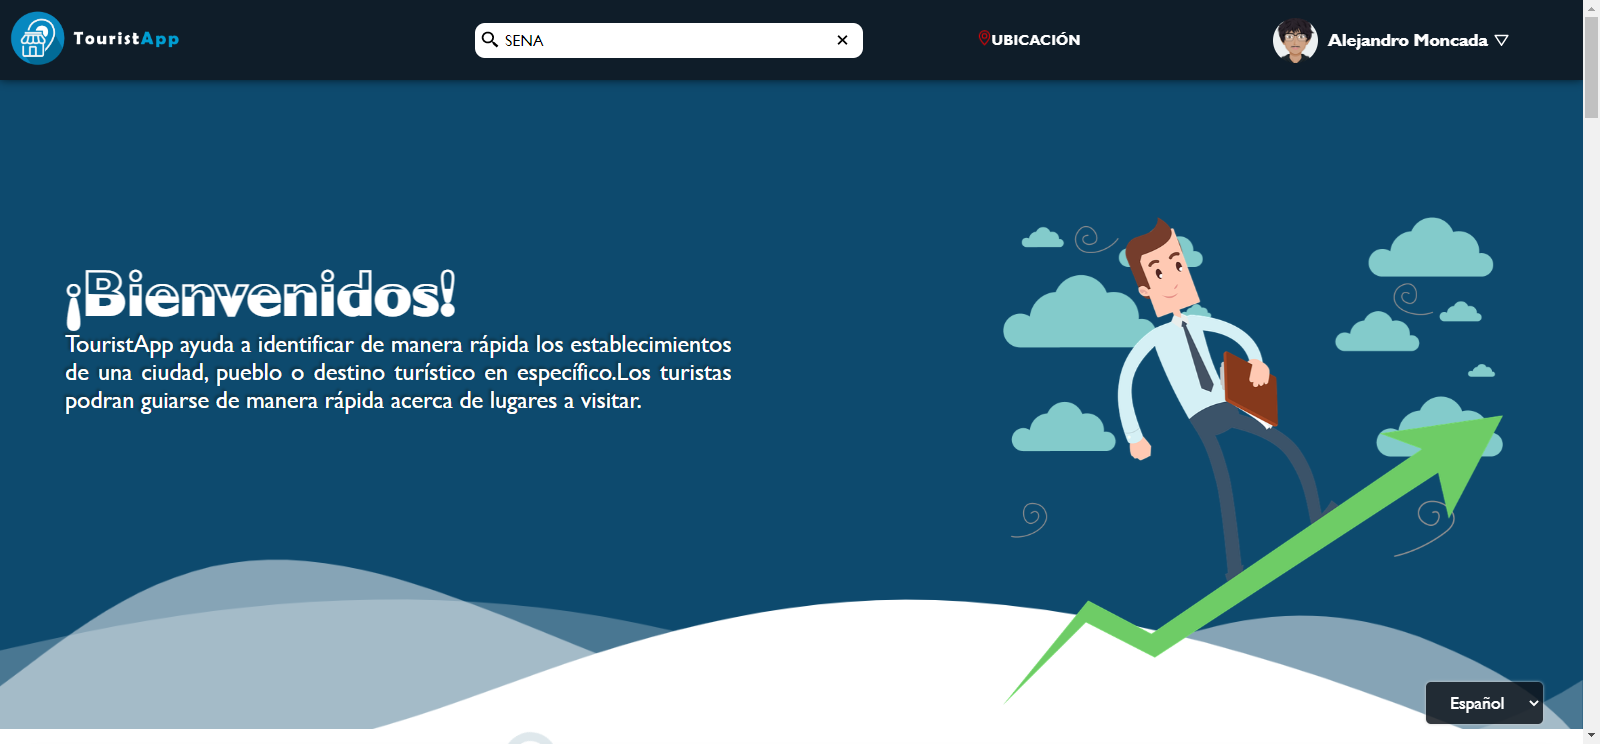 TouristApp
SENA
UBICACIÓN
Alejandro Moncada
¡Bienvenidos!
TouristApp ayuda a identificar de manera rápida los establecimientos
de una ciudad, pueblo o destino turístico en específico.Los turistas
podran guiarse de manera rápida acerca de lugares a visitar.
Español